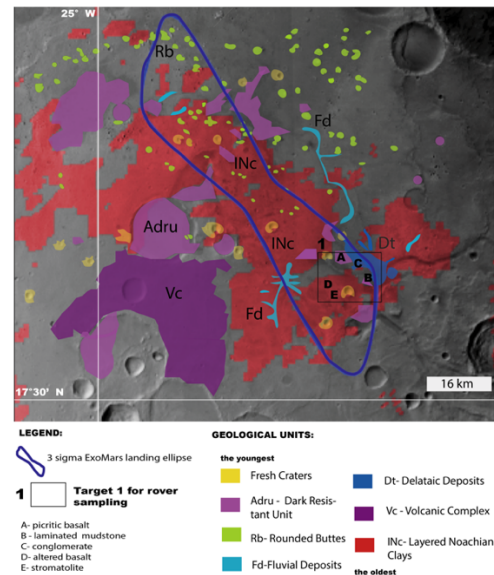 25° W
Rb
Fd
INc
Adru
1
Dt
A
C
INc
B
D
E
Vc
Fd
16 km
17°30' N
LEGEND:
3 sigma ExoMars landing ellipse
1 Target 1 for rover
sampling
A- picritic basalt
B - laminated mudstone
C- conglomerate
D- altered basalt
E- stromatolite
GEOLOGICAL UNITS:
the youngest
Fresh Craters
Adru - Dark Resis-
tant Unit
Rb- Rounded Buttes
Fd-Fluvial Deposits
Dt- Delataic Deposits
Vc - Volcanic Complex
INc- Layered Noachian
Clays
the oldest